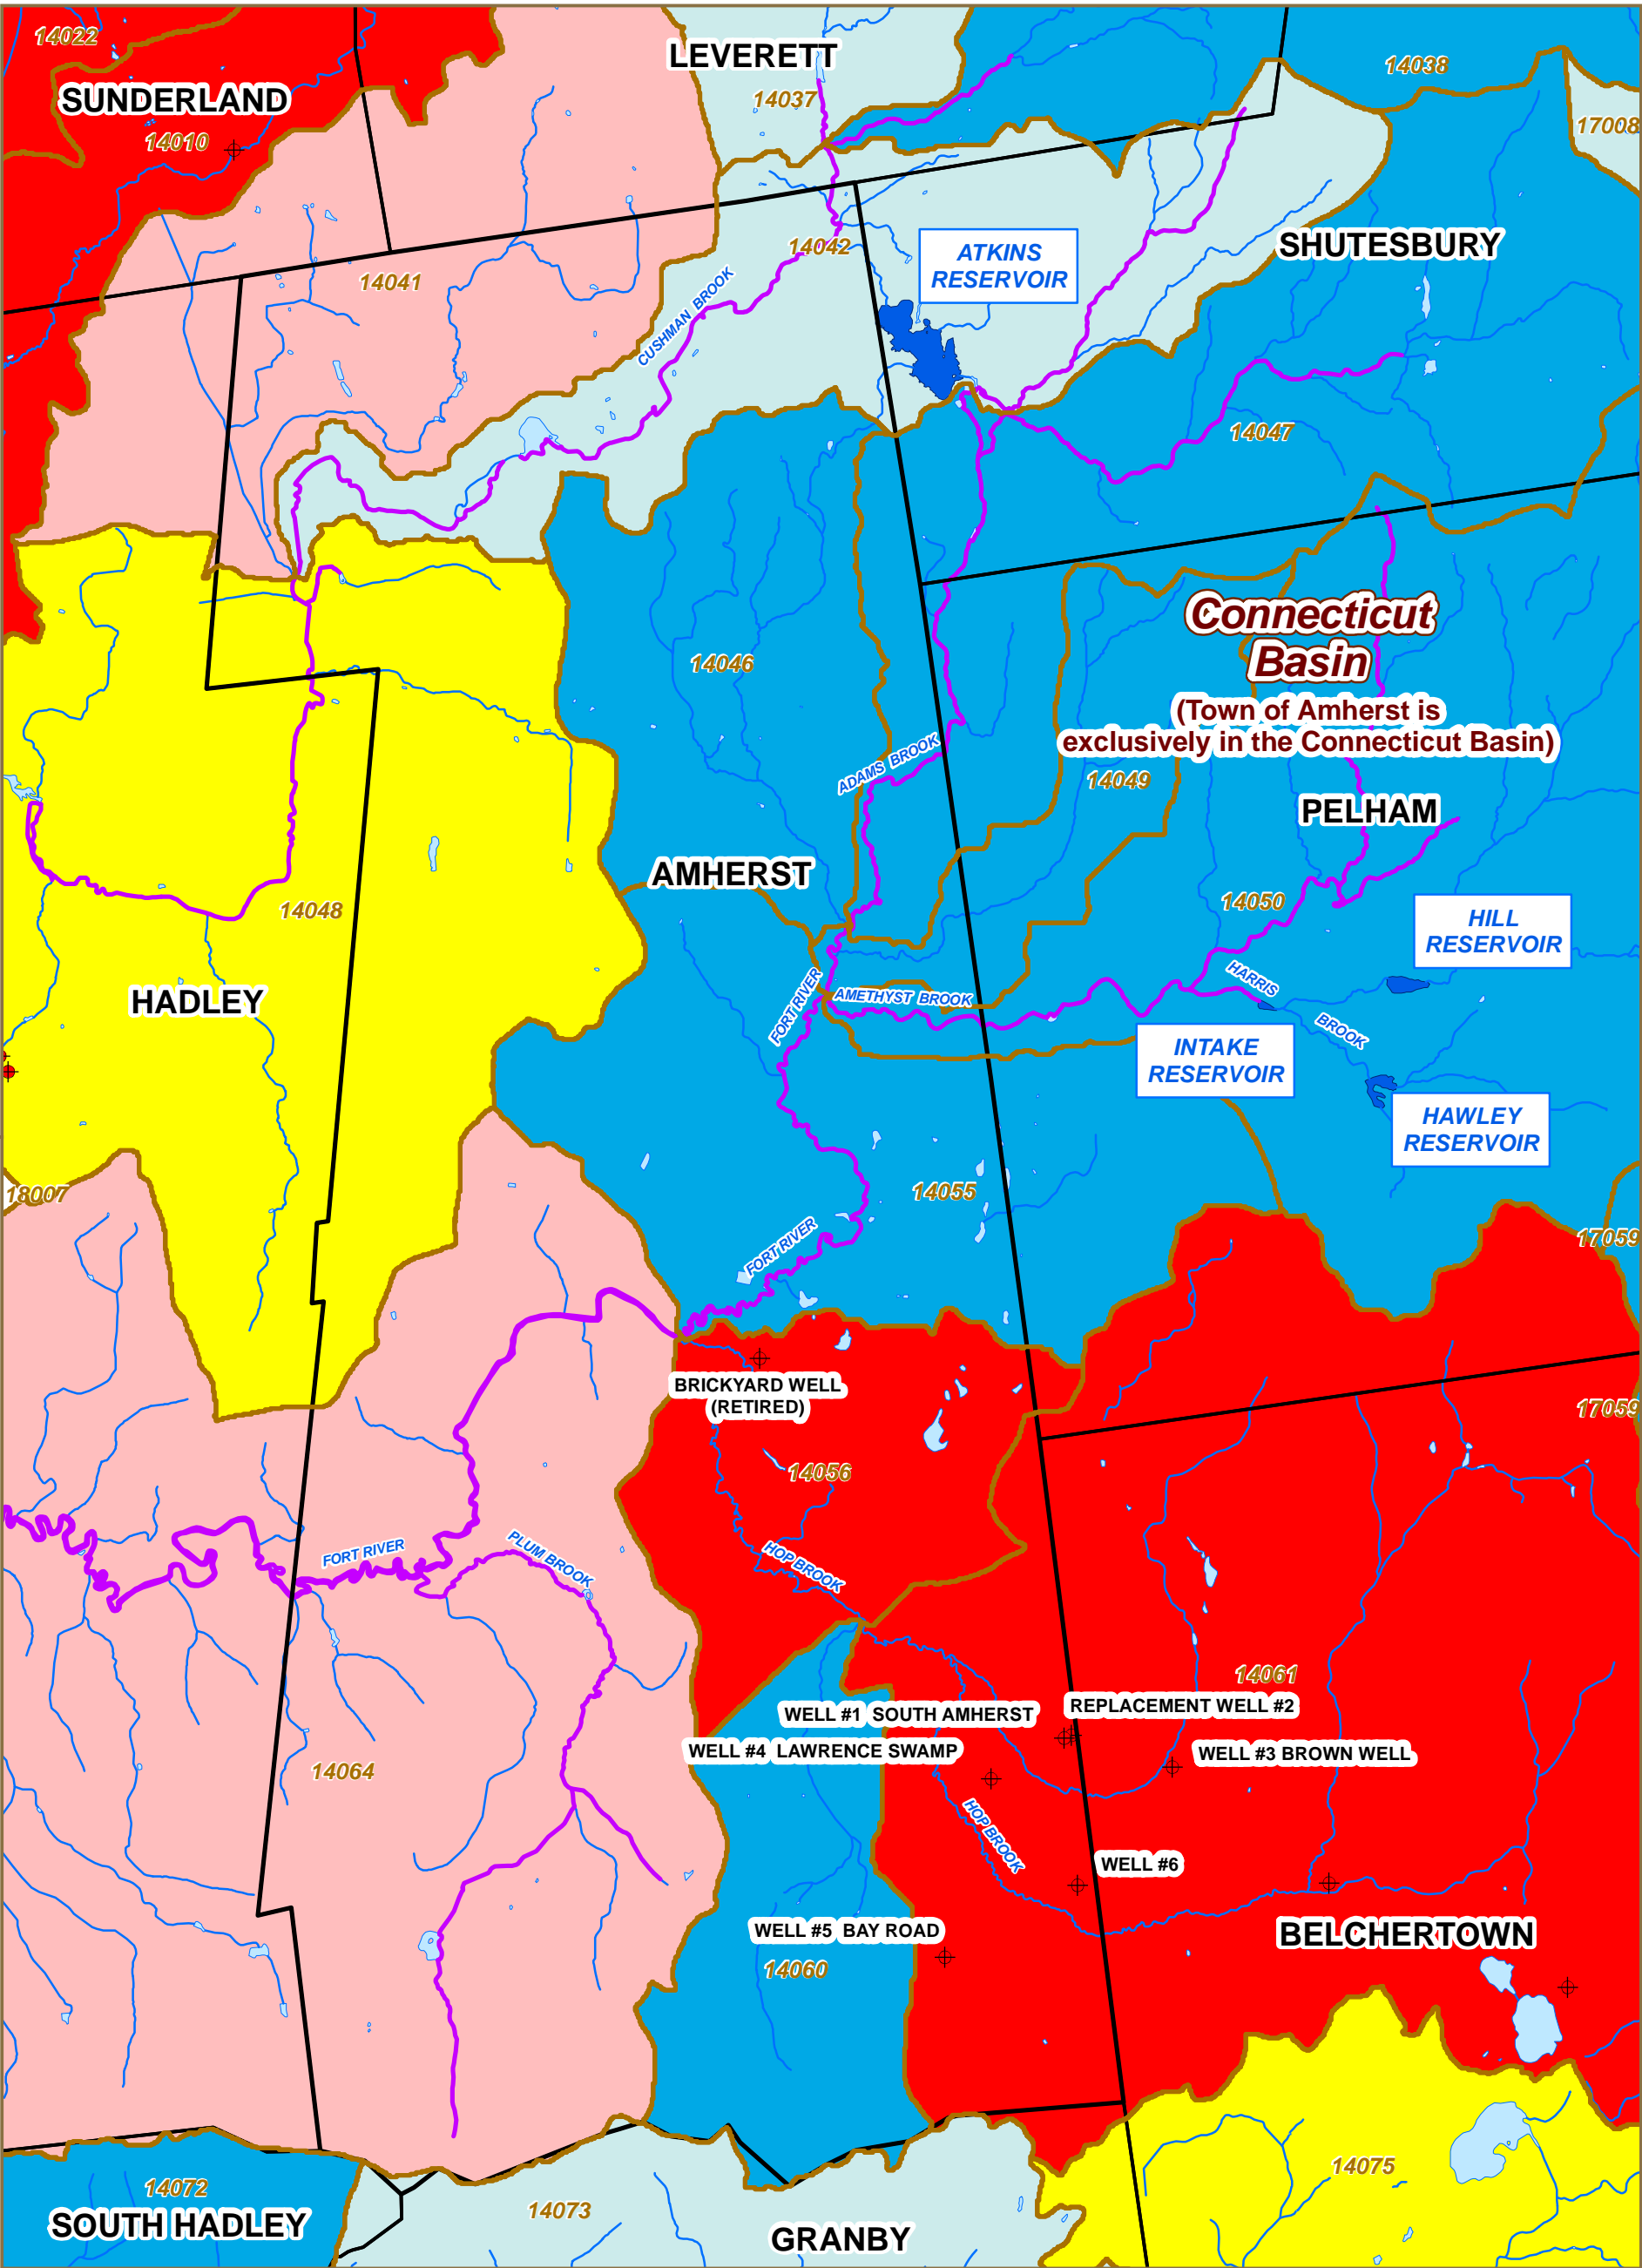 14022
LEVERETT
14038
SUNDERLAND
14037
17008
14010
SHUTESBURY
14042
ATKINS
RESERVOIR
14041
CUSHMAN BROOK
14047
Connecticut
Basin
(Town of Amherst is
exclusively in the Connecticut Basin)
14046
ADAMS BROOK
14049
PELHAM
AMHERST
14050
14048
HILL
RESERVOIR
HADLEY
FORT RIVER
AMETHYST BROOK
HARRIS
BROOK
INTAKE
RESERVOIR
HAWLEY
RESERVOIR
18007
14055
FORT RIVER
17059
BRICKYARD WELL
(RETIRED)
17059
14056
FORT RIVER
PLUM BROOK
HOP BROOK
14061
WELL #1 SOUTH AMHERST
REPLACEMENT WELL #2
WELL #4 LAWRENCE SWAMP
WELL #3 BROWN WELL
14064
HOP BROOK
WELL #6
WELL #5 BAY ROAD
BELCHERTOWN
14060
14075
14072
14073
SOUTH HADLEY
GRANBY